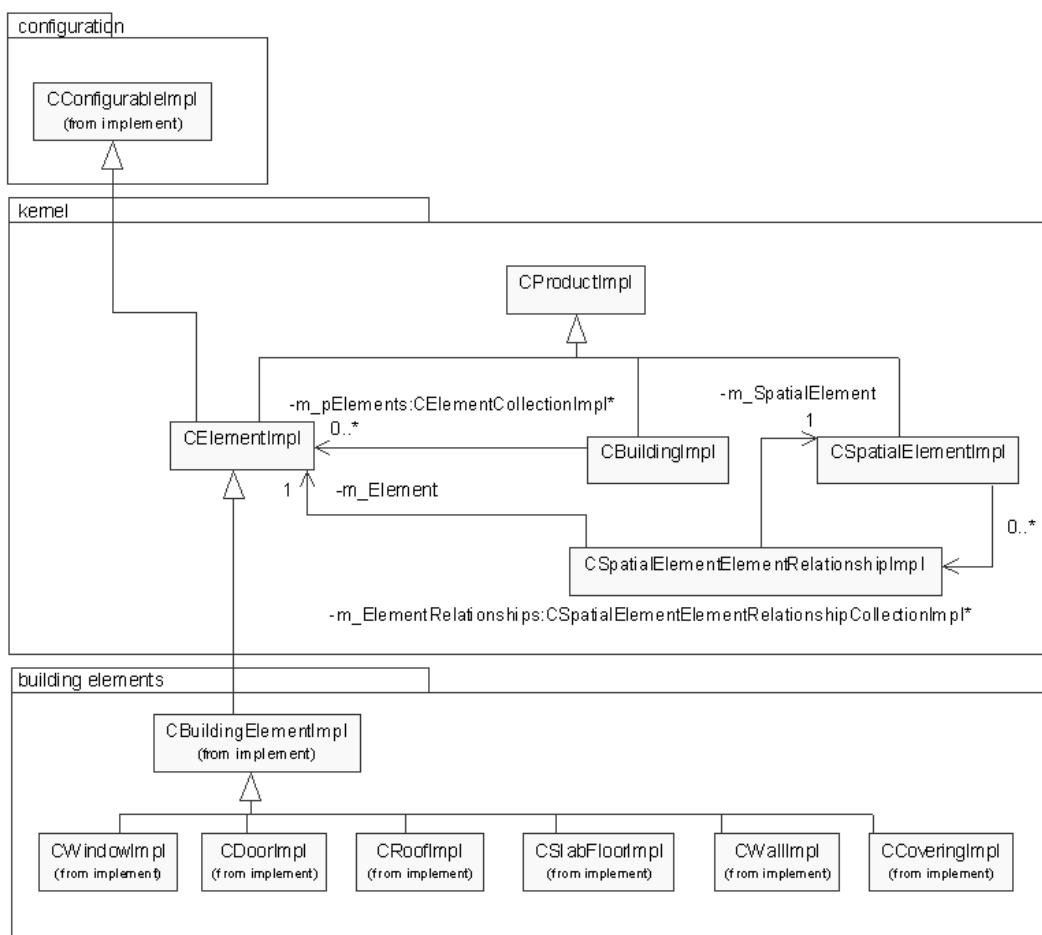 configuration
CConfigurableImpl
(from implement)
kernel
CProductImpl
-m_pElements:CElementCollectionImpl*
-m_SpatialElement
0..*
1
CElementImpl
CBuildingImpl
CSpatialElementImpl
1
-m_Element
0..*
CSpatialElementElementRelationshipImpl
-m_ElementRelationships:CSpatialElementElementRelationshipCollectionImpl*
building elements
CBuildingElementImpl
(from implement)
CWindowImpl
(from implement)
CDoorImpl
(from implement)
CRoofImpl
(from implement)
CSlabFloorImpl
(from implement)
CWallImpl
(from implement)
CCoveringImpl
(from implement)